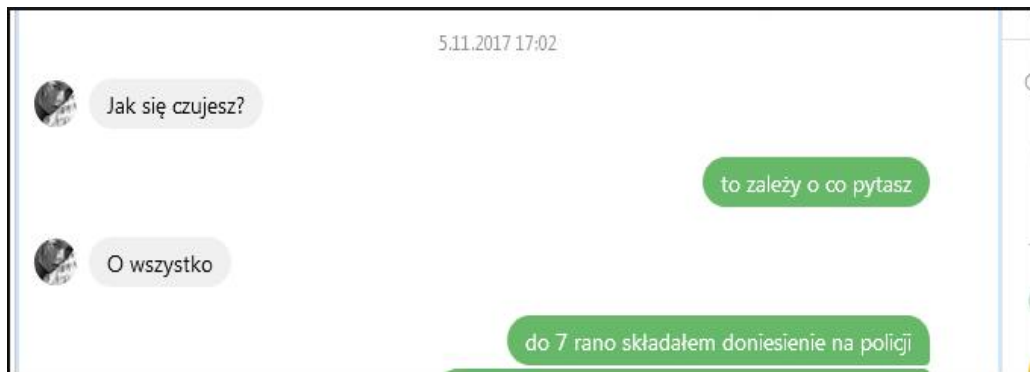 5.11.2017 17:02
Jak się czujesz?
to zależy o co pytasz
O wszystko
do 7 rano składałem doniesienie na policji